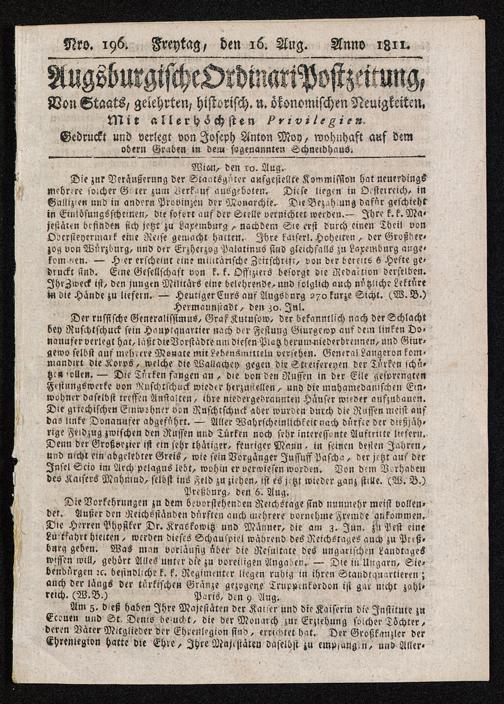 Nro. 196. Freytag, den 16. Aug. Anno 1811.
Augsburgische Ordinari Postzeitung,
Von Staats, gelehrten, historisch. u. ökonomischen Neuigkeiten.
Mit allerhöchsten Privilegien.
Gedruckt und verlegt von Joseph Anton Moy, wohnhaft auf dem
obern Graben in dem sogenannten Schneidhaus.
Wien, den 10. Aug.
Die zur Veräußerung der Staatsgüter aufgestellte Kommission hat neuerdings
mehrere solcher Güter zum Verkauf ausgeboten. Diese liegen in Oesterreich, in
Gallizien und in andern Provinzen der Monarchie. Die Bezahlung dafür geschieht
in Einlösungsscheinen, die sofort auf der Stelle vernichtet werden. — Ihre k. k. Ma-
jestäten befinden sich jetzt zu Laxemburg, nachdem Sie erst durch einen Theil von
Obersteyermark eine Reise gemacht hatten. Ihre kaiserl. Hoheiten, der Großher-
zog von Würzburg, und der Erzherzog Palatinus sind gleichfalls zu Laxemburg ange-
kommen. — Hier erscheint eine militärische Zeitschrift, von der bereits 6 Hefte ge-
druckt sind. Eine Gesellschaft von k. k. Offiziers besorgt die Redaction derselben.
Ihr Zweck ist, den jungen Militärs eine belehrende, und folglich auch nützliche Lektüre
in die Hände zu liefern. — Heutiger Curs auf Augsburg 270 kurze Sicht. (W. B.)
Hermannstadt, den 30. Jul.
Der russische Generalissimus, Graf Kutusow, der bekanntlich nach der Schlacht
bey Ruschtschuck sein Hauptquartier nach der Festung Giurgewo auf dem linken Do-
nauufer verlegt hat, läßt die Vorstädte um diesen Platz herum niederbrennen, und Giur-
gewo selbst auf mehrere Monate mit Lebensmitteln versehen. General Langeron kom-
mandirt die Korps, welche die Wallachey gegen die Streifereyen der Türken schü-
tzen sollen. — Die Türken fangen an, die von den Russen in der Eile gesprengten
Festungswerke von Ruschtschuck wieder herzustellen, und die muhamedanischen Ein-
wohner daselbst treffen Anstalten, ihre niedergebrannten Häuser wieder aufzubauen.
Die griechischen Einwohner von Ruschtschuck aber wurden durch die Russen meist auf
das linke Donauufer abgeführt. — Aller Wahrscheinlichkeit nach dürfte der dießjäh-
rige Feldzug zwischen den Russen und Türken noch sehr interessante Auftritte liefern.
Denn der Großvezier ist ein sehr thätiger, feuriger Mann, in seinen besten Jahren,
und nicht ein abgelebter Greis, wie sein Vorgänger Jussuff Pascha, der jetzt auf der
Insel Scio im Archipelagus lebt, wohin er verwiesen worden. Von dem Vorhaben
des Kaisers Mahmud, selbst ins Feld zu ziehen, ist es jetzt wieder ganz stille. (W. B.)
Preßburg, den 6. Aug.
Die Vorkehrungen zu dem bevorstehenden Reichstage sind nunmehr meist vollen-
det. Außer den Reichsständen dürften auch mehrere vornehme Fremde ankommen.
Die Herren Physiker Dr. Kraskowitz und Männer, die am 3. Jun. zu Pest eine
Luftfahrt hielten, werden dieses Schauspiel während des Reichstages auch zu Preß-
burg geben. Was man vorläufig über die Resultate des ungarischen Landtages
wissen will, gehört Alles unter die zu voreiligen Angaben. — Die in Ungarn, Sie-
benbürgen ꝛc. befindliche k. k. Regimenter liegen ruhig in ihren Standquartieren;
auch der längs der türkischen Gränze gezogene Truppenkordon ist gar nicht zahl-
reich. (W. B.) Paris, den 9. Aug.
Am 5. dieß haben Ihre Majestäten der Kaiser und die Kaiserin die Institute zu
Ecouen und St. Denis besucht, die der Monarch zur Erziehung solcher Töchter,
deren Väter Mitglieder der Ehrenlegion sind, errichtet hat. Der Großkanzler der
Ehrenlegion hatte die Ehre, Ihre Majestäten daselbst zu empfangen, und Aller-